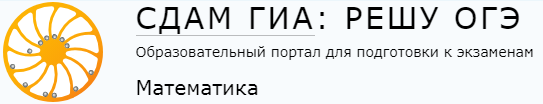 СДАМ ГИА: РЕШУ ОГЭ
Образовательный портал для подготовки к экзаменам
Математика